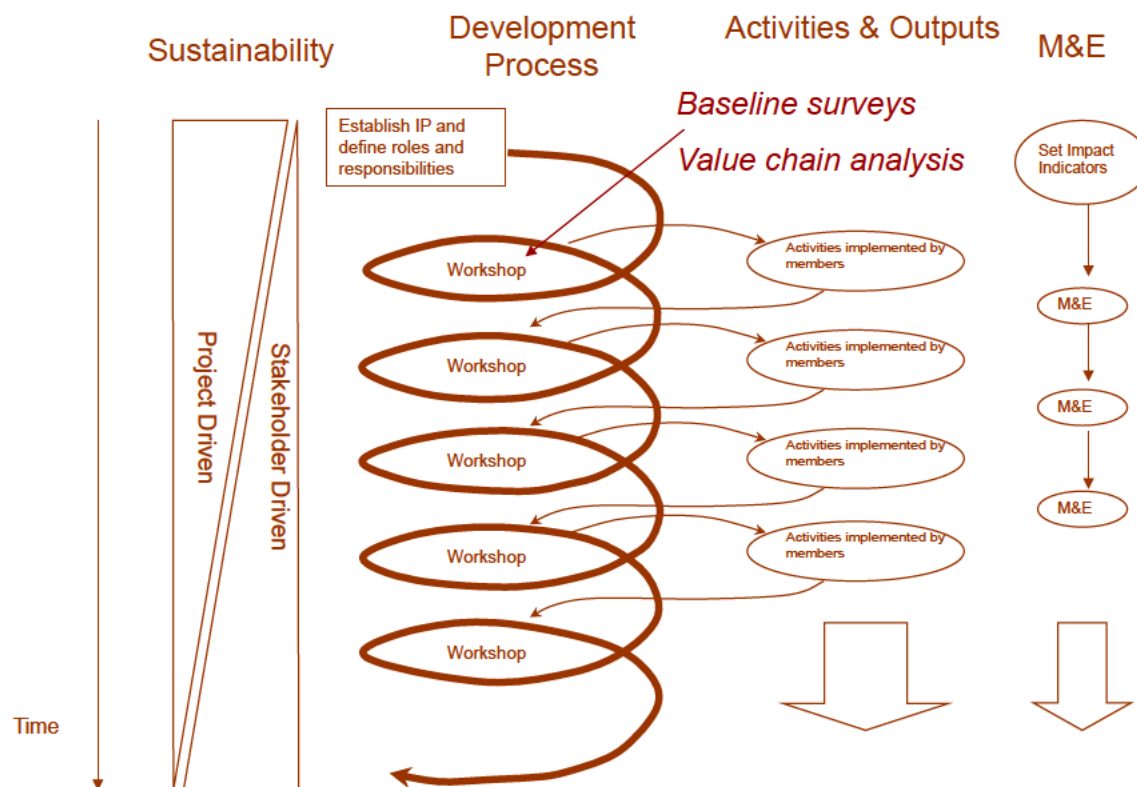 Sustainability
Development
Process
Activities & Outputs
M&E
Establish IP and
define roles and
responsibilities
Baseline surveys
Value chain analysis
Set Impact
Indicators
Workshop
Activities implemented by
members
M&E
Workshop
Activities implemented by
members
M&E
Workshop
Activities implemented by
members
M&E
Workshop
Activities implemented by
members
Workshop
Project Driven
Stakeholder Driven
Time